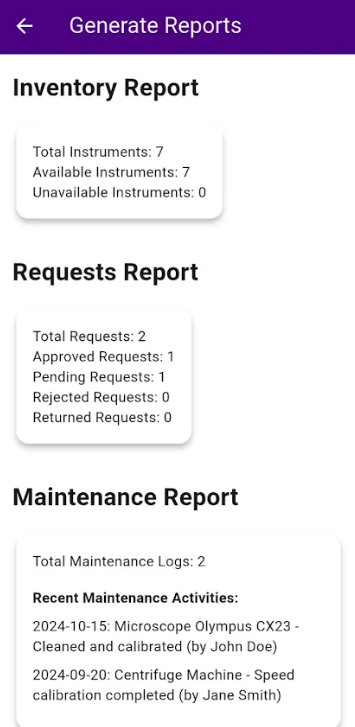 Generate Reports
Inventory Report
Total Instruments: 7
Available Instruments: 7
Unavailable Instruments: 0
Requests Report
Total Requests: 2
Approved Requests: 1
Pending Requests: 1
Rejected Requests: 0
Returned Requests: 0
Maintenance Report
Total Maintenance Logs: 2
Recent Maintenance Activities:
2024-10-15: Microscope Olympus CX23 -
Cleaned and calibrated (by John Doe)
2024-09-20: Centrifuge Machine - Speed
calibration completed (by Jane Smith)